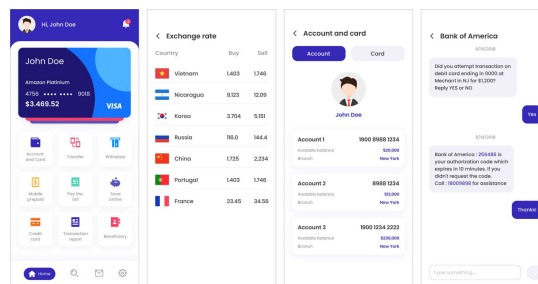 Hi, John Doe
John Doe
Amazon Platinium
4756 •••• •••• 9018
$3.469.52
VISA
Account
and Card
Transfer
Withdraw
Mobile
prepaid
Pay the
bill
Save
online
Credit
card
Transaction
report
Beneficiary
Home
Exchange rate
Country Buy Sell
Vietnam 1.403 1.746
Nicaragua 9.123 12.09
Korea 3.704 5.151
Russia 116.0 144.4
China 1.725 2.234
Portugal 1.403 1.746
France 23.45 34.56
Account and card
Account Card
John Doe
Account 1 1900 8988 1234
Available balance $20,000
Branch New York
Account 2 8988 1234
Available balance $12,000
Branch New York
Account 3 1900 1234 2222
Available balance $230,000
Branch New York
Bank of America
Did you attempt transaction on
debit card ending in 0000 at
Mechant in NJ for $1,200?
Reply YES or NO
Yes
Bank of America : 256486 is
your authorization code which
expires in 10 minutes. If you
didn't request the code.
Call : 18009898 for assistance
Thanks!
Type something...